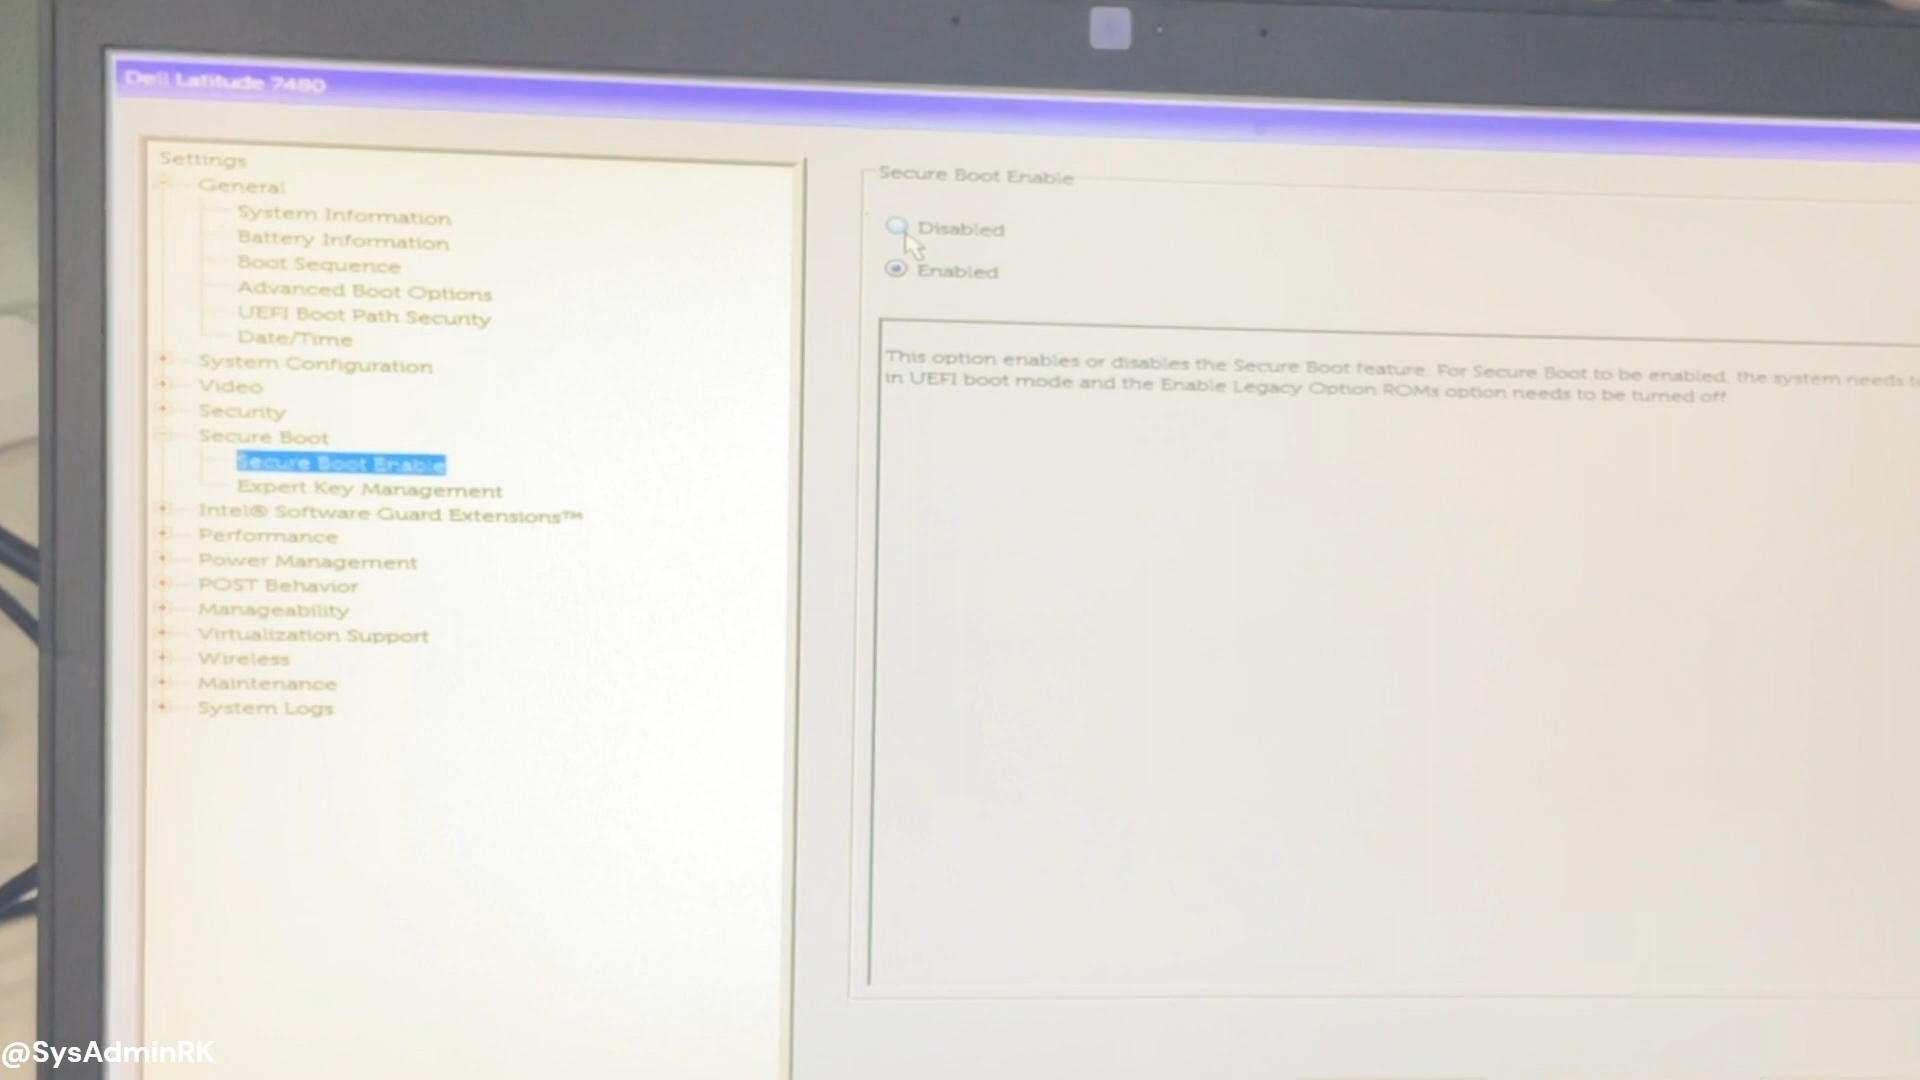 Dell Latitude 7480
Settings
General
System Information
Battery Information
Boot Sequence
Advanced Boot Options
UEFI Boot Path Security
Date/Time
System Configuration
Video
Security
Secure Boot
Secure Boot Enable
Expert Key Management
Intel® Software Guard Extensions™
Performance
Power Management
POST Behavior
Manageability
Virtualization Support
Wireless
Maintenance
System Logs
Secure Boot Enable
Disabled
Enabled
This option enables or disables the Secure Boot feature. For Secure Boot to be enabled, the system needs
in UEFI boot mode and the Enable Legacy Option ROMs option needs to be turned off
@SysAdminRK